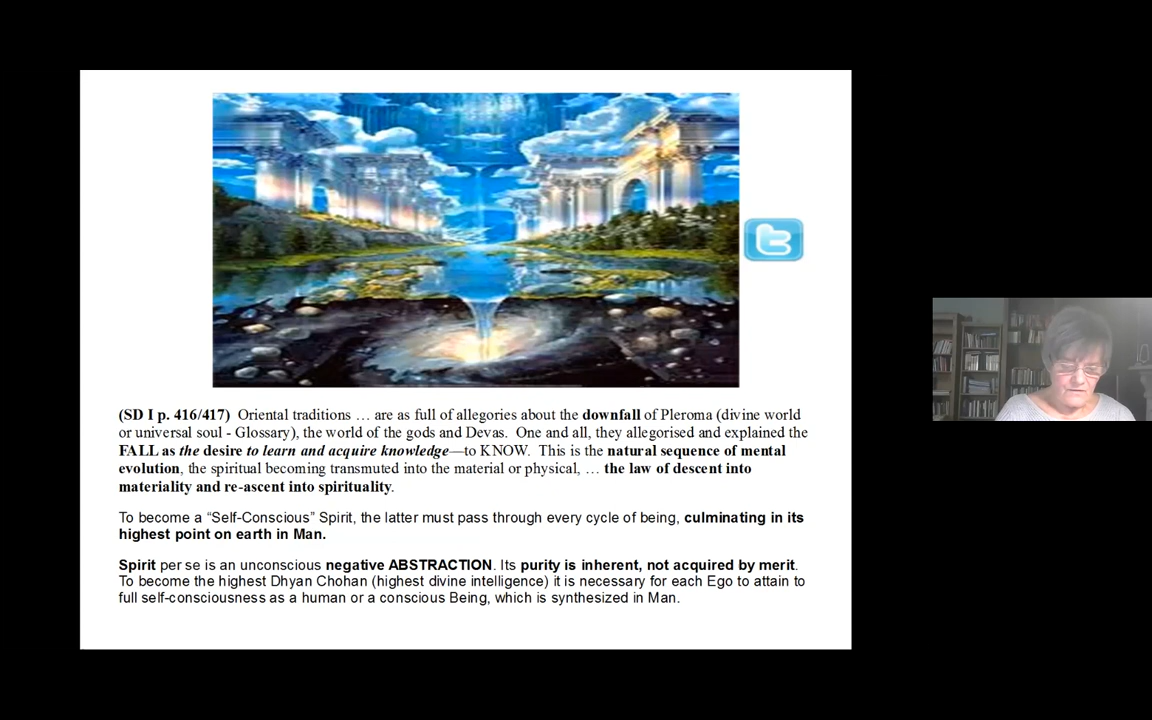 (SD I p. 416/417) Oriental traditions … are as full of allegories about the downfall of Pleroma (divine world
or universal soul - Glossary), the world of the gods and Devas. One and all, they allegorised and explained the
FALL as the desire to learn and acquire knowledge—to KNOW. This is the natural sequence of mental
evolution, the spiritual becoming transmuted into the material or physical, … the law of descent into
materiality and re-ascent into spirituality.
To become a “Self-Conscious” Spirit, the latter must pass through every cycle of being, culminating in its
highest point on earth in Man.
Spirit per se is an unconscious negative ABSTRACTION. Its purity is inherent, not acquired by merit.
To become the highest Dhyan Chohan (highest divine intelligence) it is necessary for each Ego to attain to
full self-consciousness as a human or a conscious Being, which is synthesized in Man.